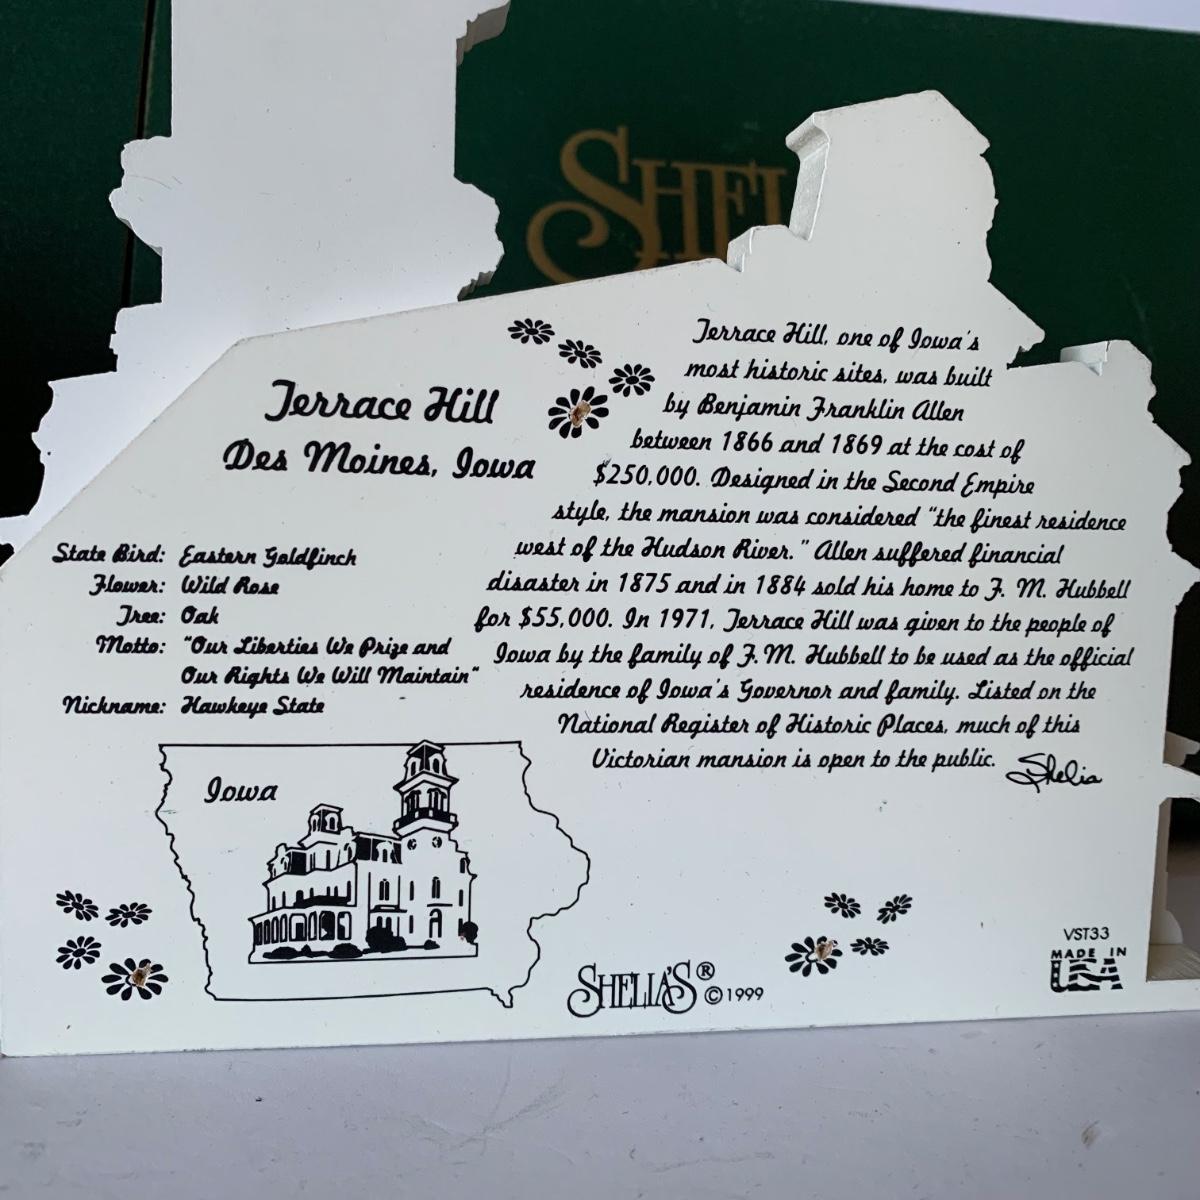 SHEL
Terrace Hill
Des Moines, Iowa
State Bird: Eastern Goldfinch
Flower: Wild Rose
Tree: Oak
Motto: "Our Liberties We Prize and
Our Rights We Will Maintain"
Nickname: Hawkeye State
Terrace Hill, one of Iowa's
most historic sites, was built
by Benjamin Franklin Allen
between 1866 and 1869 at the cost of
$250,000. Designed in the Second Empire
style, the mansion was considered "the finest residence
west of the Hudson River." Allen suffered financial
disaster in 1875 and in 1884 sold his home to F. M. Hubbell
for $55,000. In 1971, Terrace Hill was given to the people of
Iowa by the family of F. M. Hubbell to be used as the official
residence of Iowa's Governor and family. Listed on the
National Register of Historic Places, much of this
Victorian mansion is open to the public.
Shelia
Iowa
SHELIA'S® ©1999
VST33
MADE IN
USA